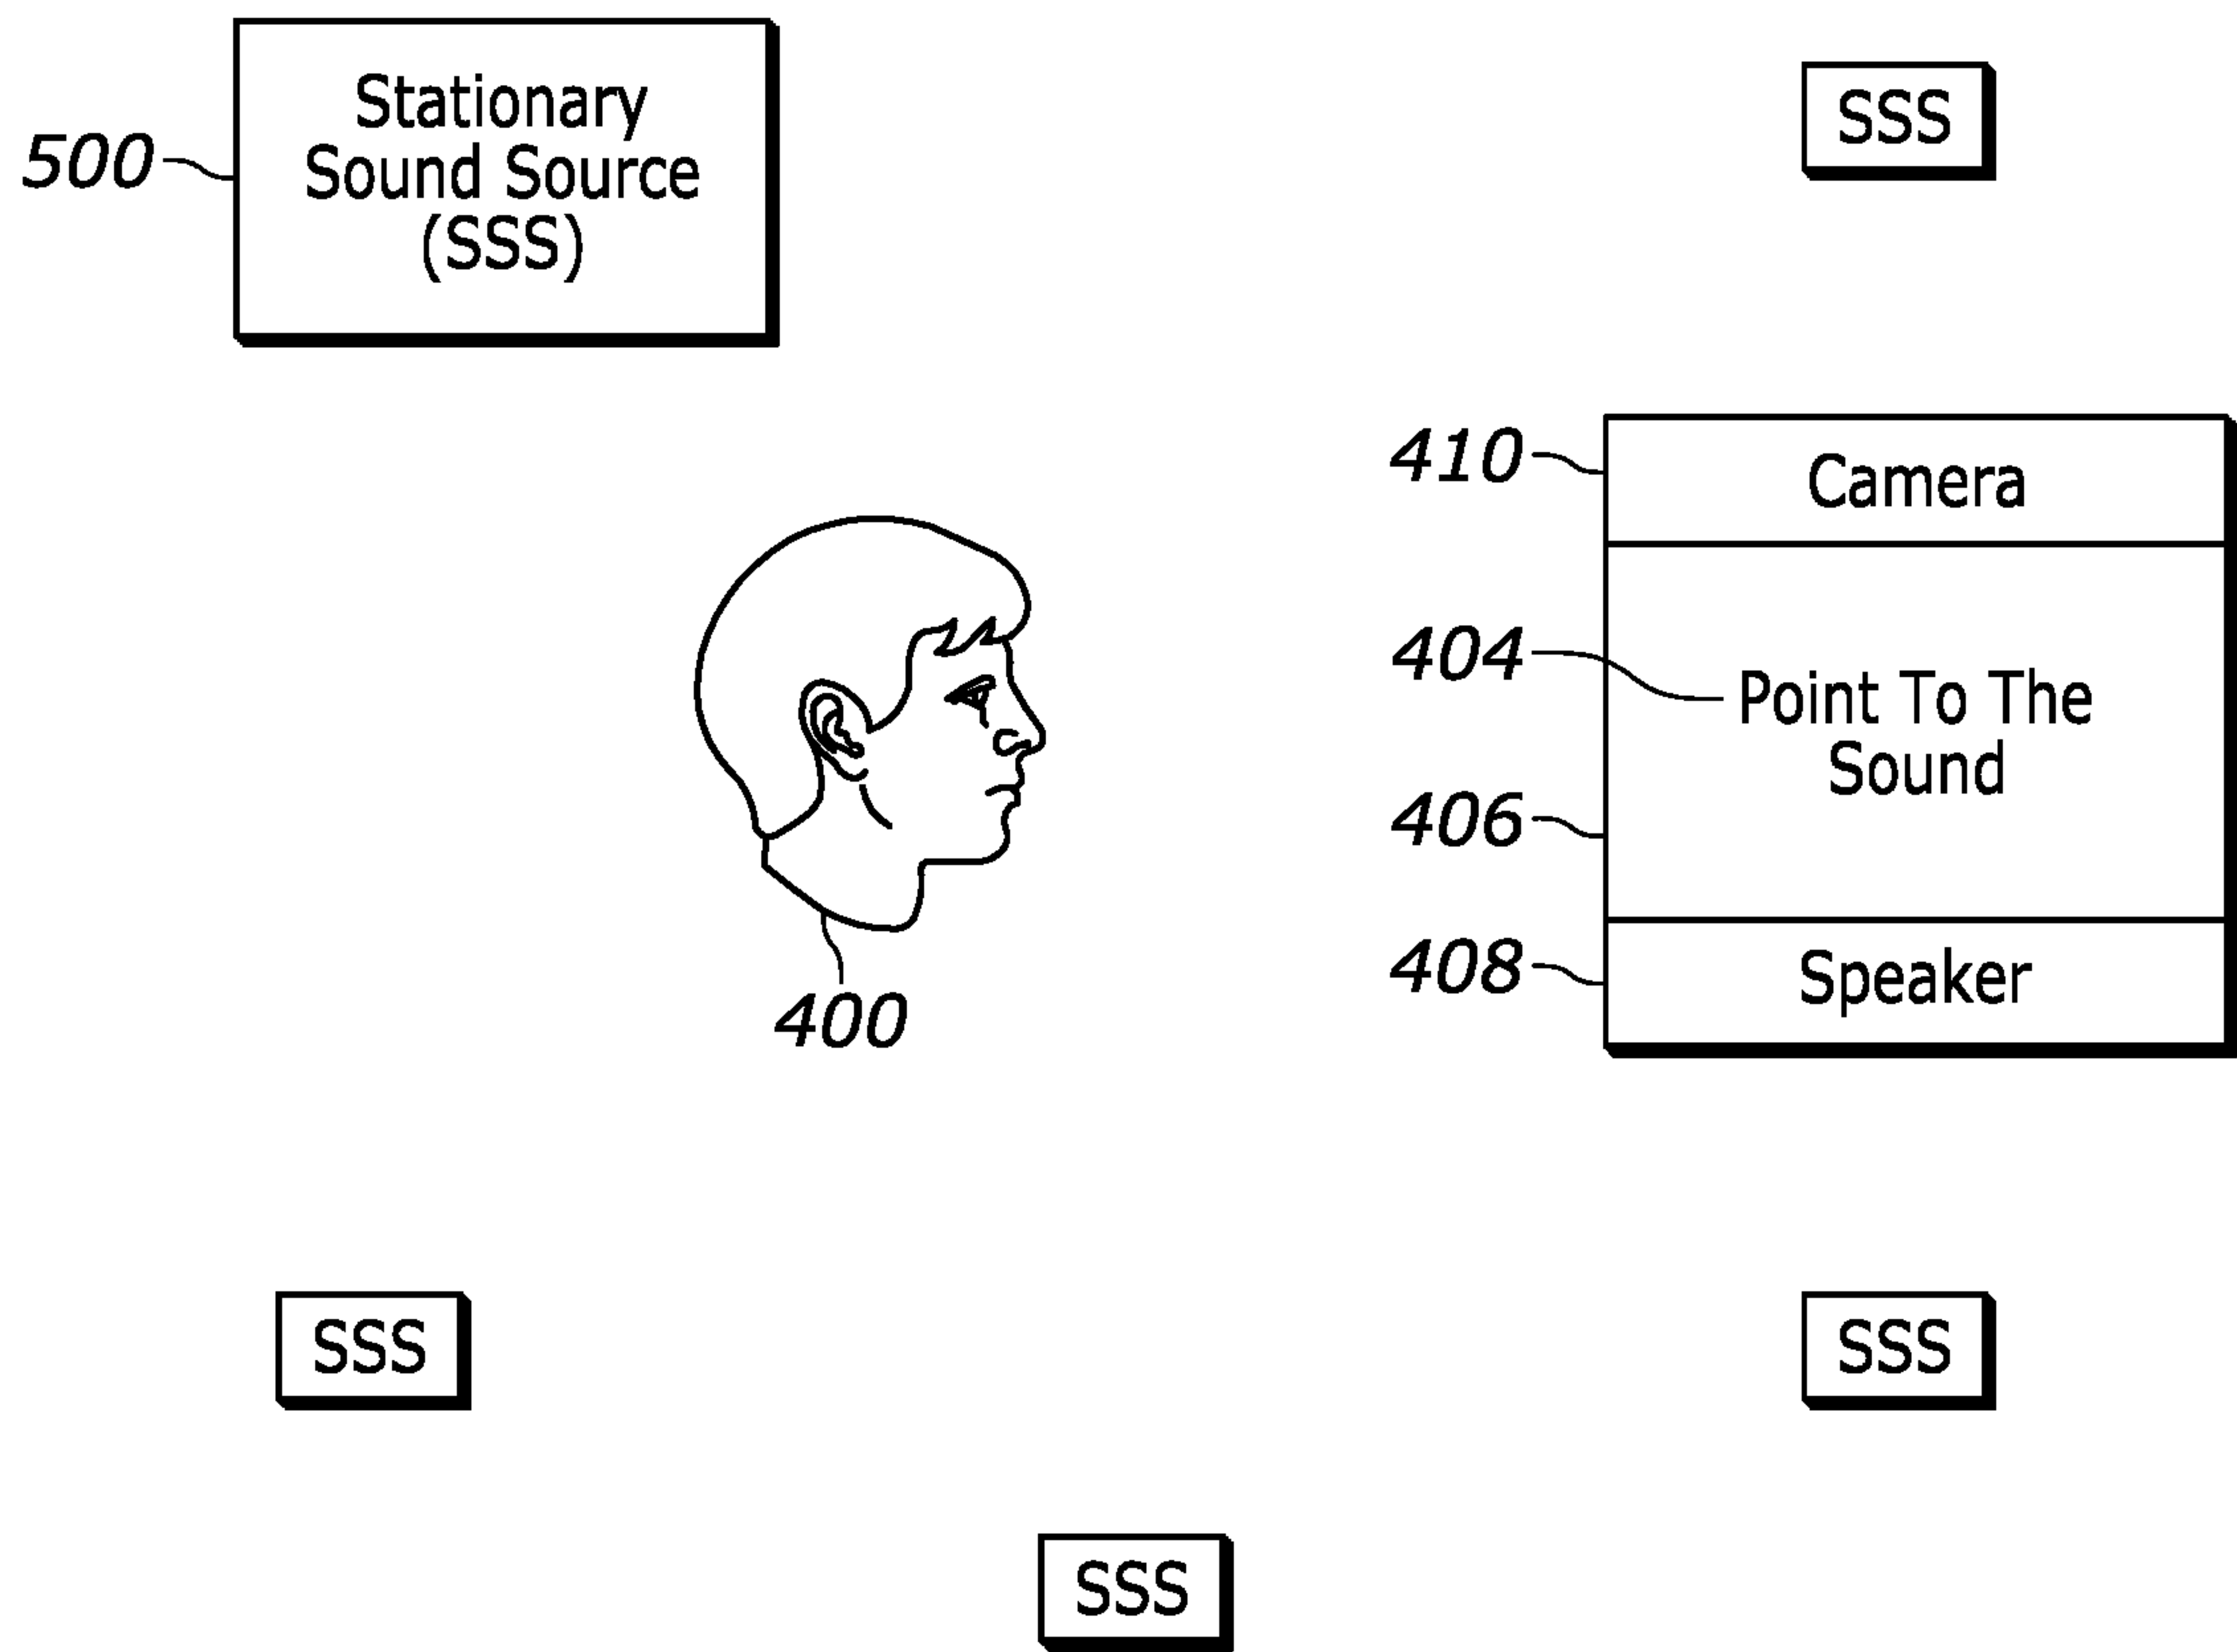 Stationary
Sound Source
(SSS)
500
SSS
410
Camera
404
Point To The
Sound
406
408
Speaker
400
SSS
SSS
SSS